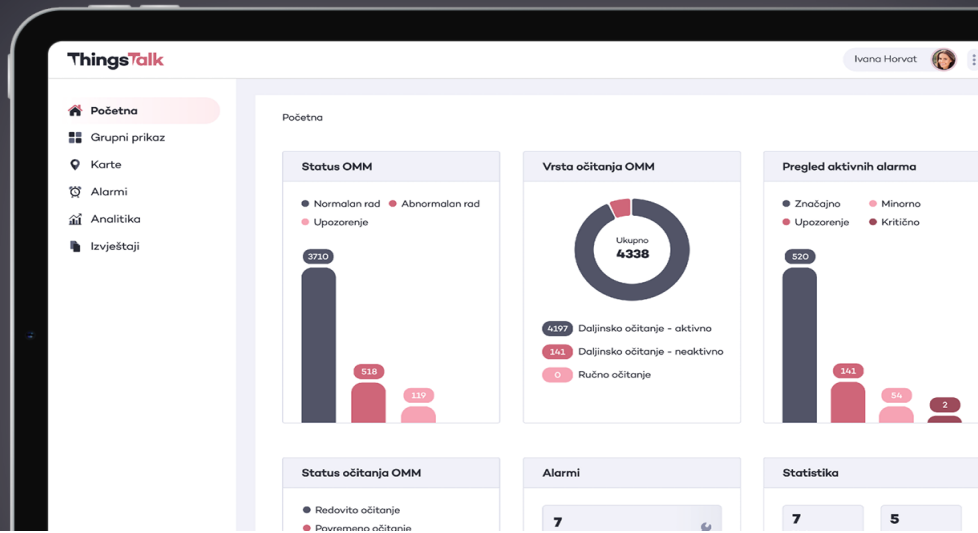 ThingsTalk
Ivana Horvat
Početna
Grupni prikaz
Karte
Alarmi
Analitika
Izvještaji
Početna
Status OMM
Normalan rad
Abnormalan rad
Upozorenje
3710
518
119
Vrsta očitanja OMM
Ukupno
4338
4197 Daljinsko očitanje - aktivno
141 Daljinsko očitanje - neaktivno
0 Ručno očitanje
Pregled aktivnih alarma
Značajno
Minorno
Upozorenje
Kritično
520
141
54
2
Status očitanja OMM
Redovito očitanje
Povremeno očitanje
Alarmi
7
Statistika
7
5